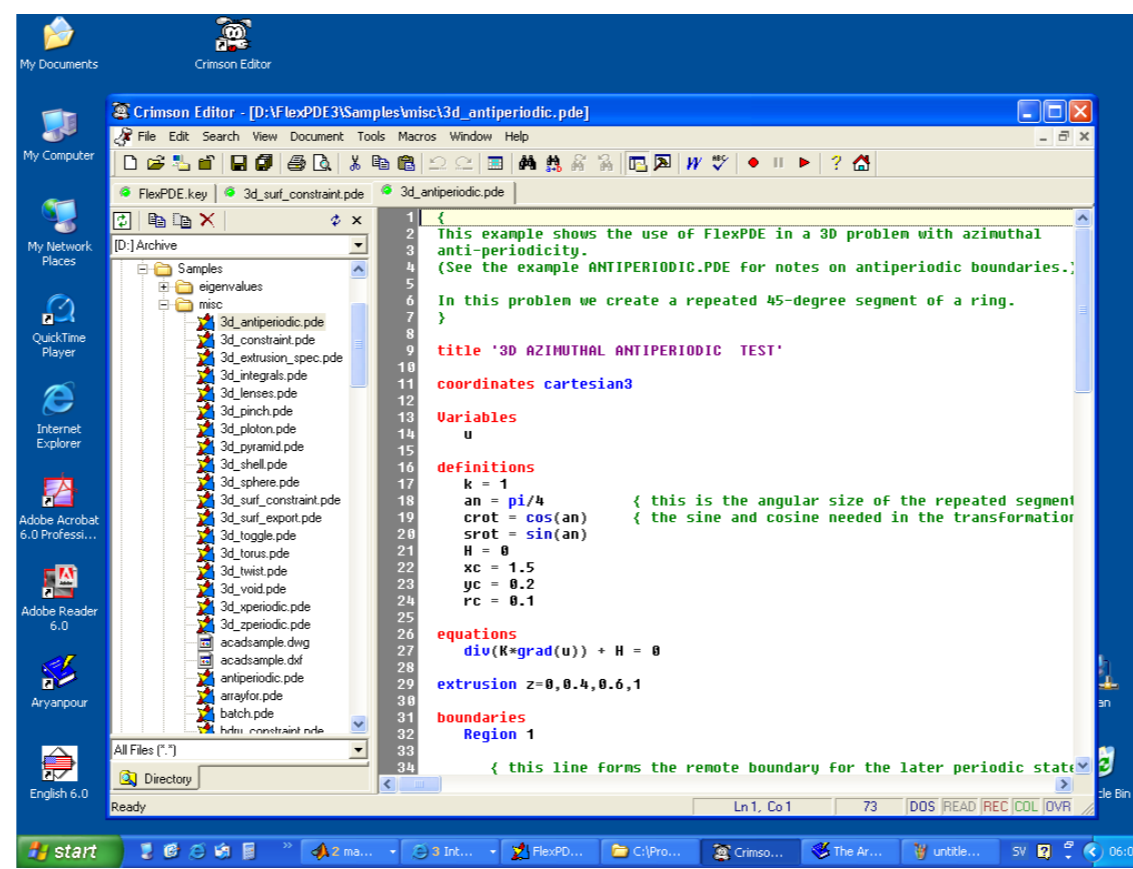 My Documents
Crimson Editor
My Computer
My Network
Places
QuickTime
Player
Internet
Explorer
Adobe Acrobat
6.0 Professi...
Adobe Reader
6.0
Aryanpour
English 6.0
Crimson Editor - [D:\FlexPDE3\Samples\misc\3d_antiperiodic.pde]
File Edit Search View Document Tools Macros Window Help
FlexPDE.key 3d_surf_constraint.pde 3d_antiperiodic.pde
[D:] Archive
Samples
eigenvalues
misc
3d_antiperiodic.pde
3d_constraint.pde
3d_extrusion_spec.pde
3d_integrals.pde
3d_lenses.pde
3d_pinch.pde
3d_ploton.pde
3d_pyramid.pde
3d_shell.pde
3d_sphere.pde
3d_surf_constraint.pde
3d_surf_export.pde
3d_toggle.pde
3d_torus.pde
3d_twist.pde
3d_void.pde
3d_xperiodic.pde
3d_zperiodic.pde
acadsample.dwg
acadsample.dxf
antiperiodic.pde
arrayfor.pde
batch.pde
bdry_constraint.pde
All Files (*.*)
Directory
1 {
2 This example shows the use of FlexPDE in a 3D problem with azimuthal
3 anti-periodicity.
4 (See the example ANTIPERIODIC.PDE for notes on antiperiodic boundaries.)
5
6 In this problem we create a repeated 45-degree segment of a ring.
7 }
8
9 title '3D AZIMUTHAL ANTIPERIODIC  TEST'
10
11 coordinates cartesian3
12
13 Variables
14 u
15
16 definitions
17 k = 1
18 an = pi/4 { this is the angular size of the repeated segment
19 crot = cos(an) { the sine and cosine needed in the transformation
20 srot = sin(an)
21 H = 0
22 xc = 1.5
23 yc = 0.2
24 rc = 0.1
25
26 equations
27 div(K*grad(u)) + H = 0
28
29 extrusion z=0,0.4,0.6,1
30
31 boundaries
32 Region 1
33
34 { this line forms the remote boundary for the later periodic state
Ready Ln 1, Co 1 73 DOS READ REC COL OVR
an
cle Bin
start 2 ma... 3 Int... FlexPD... C:\Pro... Crimso... The Ar... untitle... SV 06:0